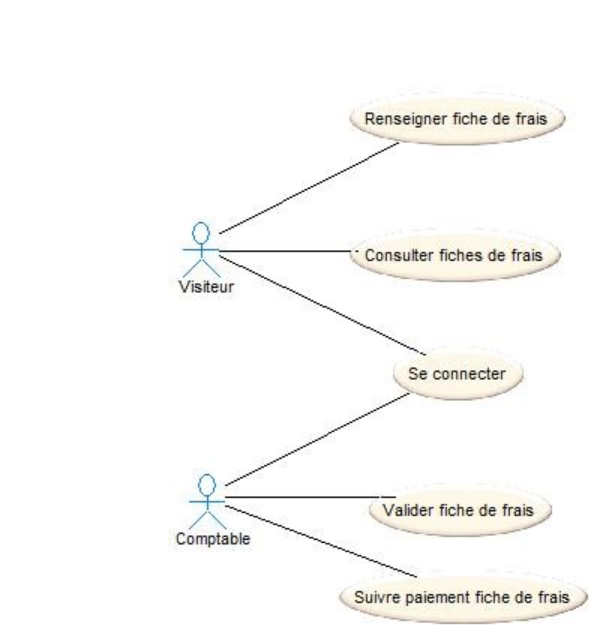 Renseigner fiche de frais
Consulter fiches de frais
Visiteur
Se connecter
Valider fiche de frais
Comptable
Suivre paiement fiche de frais